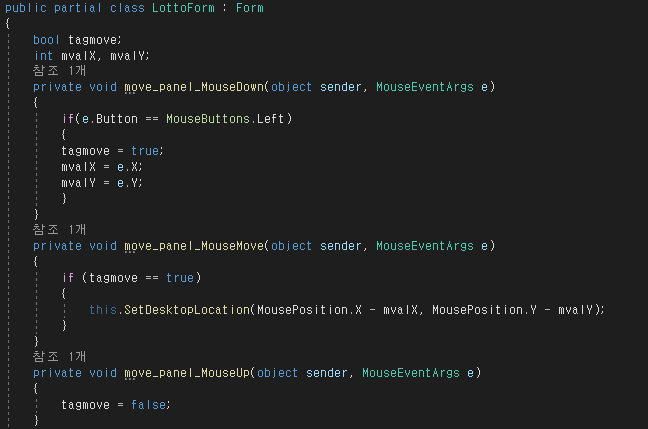 public partial class LottoForm : Form
{
bool tagmove;
int mvalX, mvalY;
참조 1개
private void move_panel_MouseDown(object sender, MouseEventArgs e)
{
if(e.Button == MouseButtons.Left)
{
tagmove = true;
mvalX = e.X;
mvalY = e.Y;
}
}
참조 1개
private void move_panel_MouseMove(object sender, MouseEventArgs e)
{
if (tagmove == true)
{
this.SetDesktopLocation(MousePosition.X - mvalX, MousePosition.Y - mvalY);
}
}
참조 1개
private void move_panel_MouseUp(object sender, MouseEventArgs e)
{
tagmove = false;
}